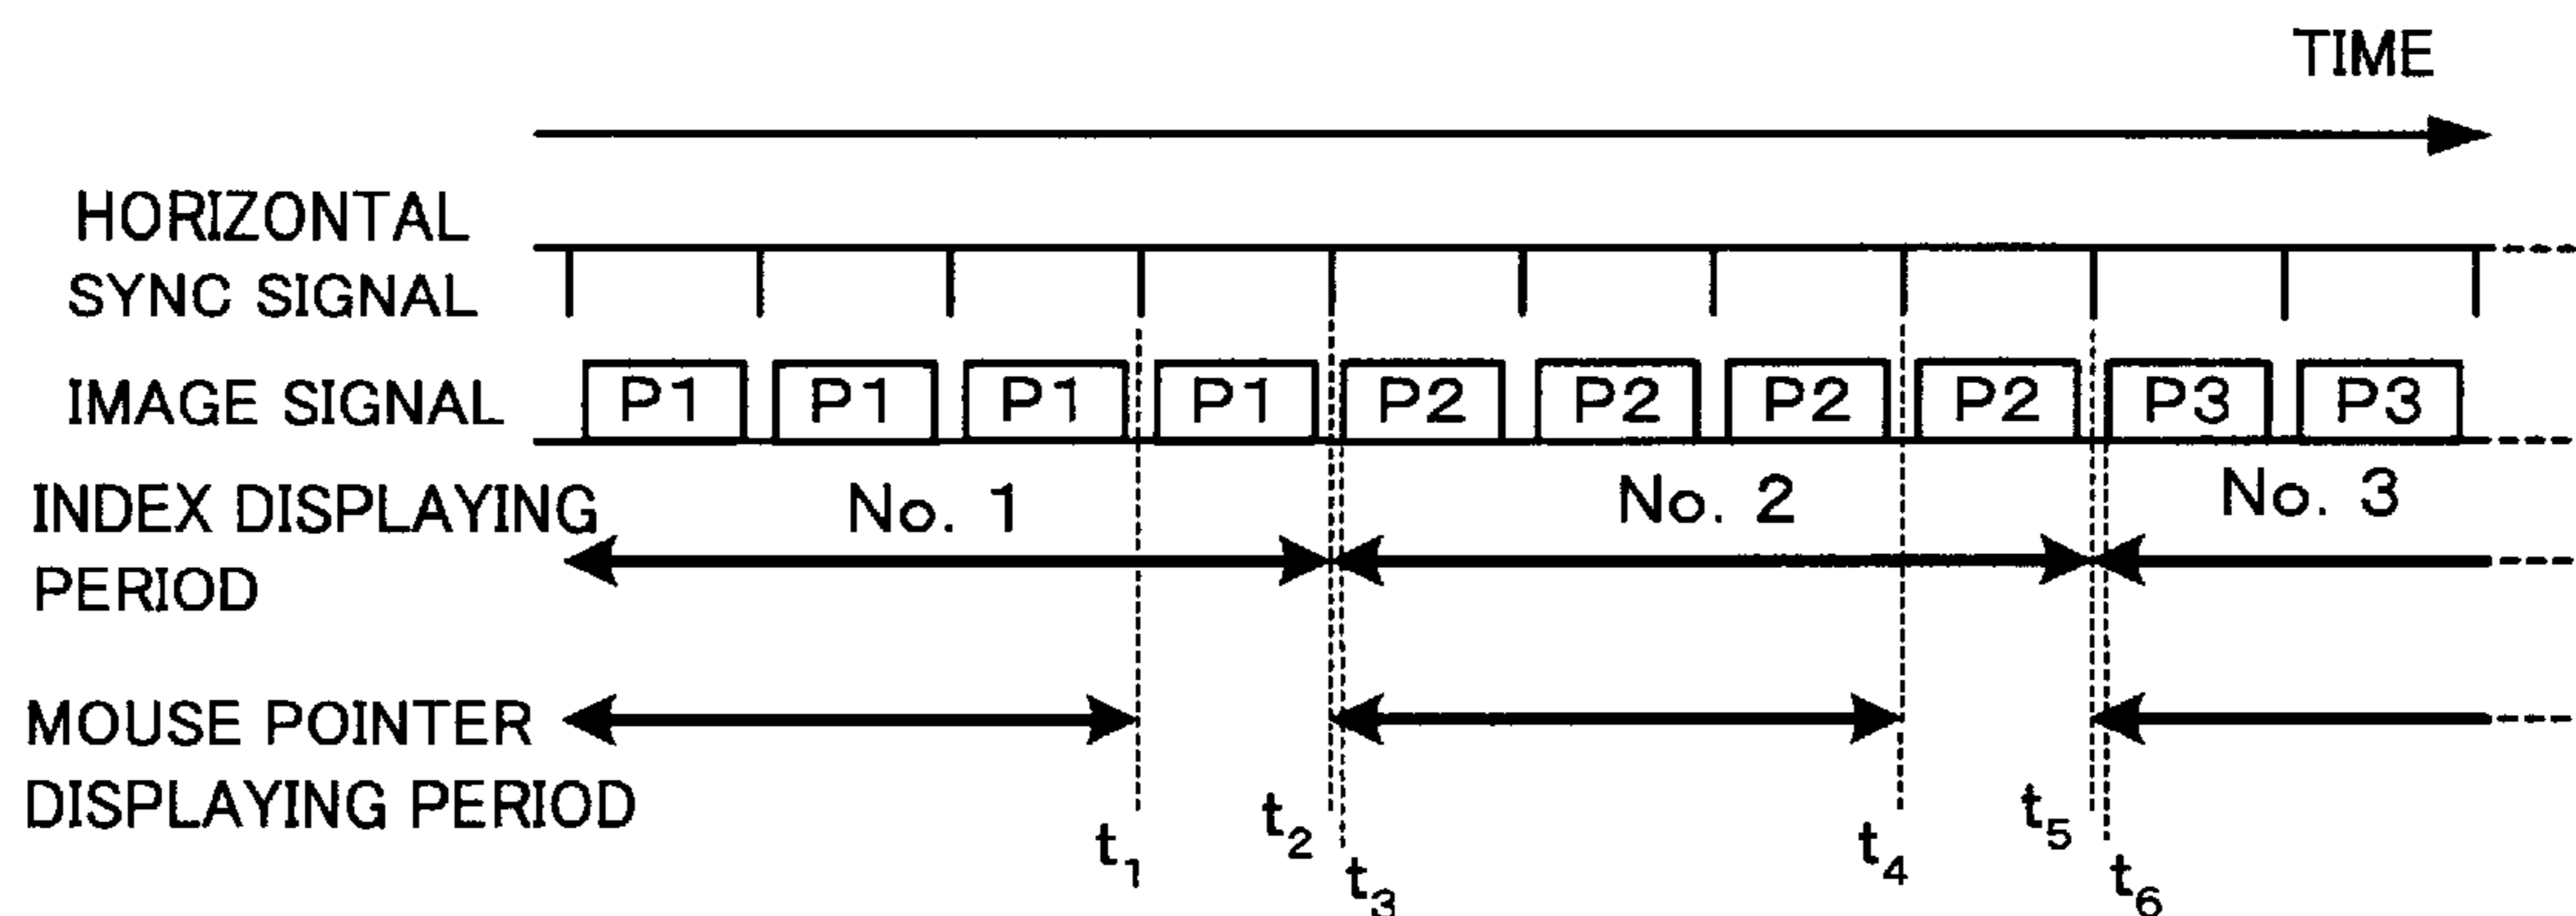 TIME
HORIZONTAL
SYNC SIGNAL
IMAGE SIGNAL P1 P1 P1 P1 P2 P2 P2 P2 P3 P3
INDEX DISPLAYING No. 1 No. 2 No. 3
PERIOD
MOUSE POINTER
DISPLAYING PERIOD
t1 t2 t3 t4 t5 t6